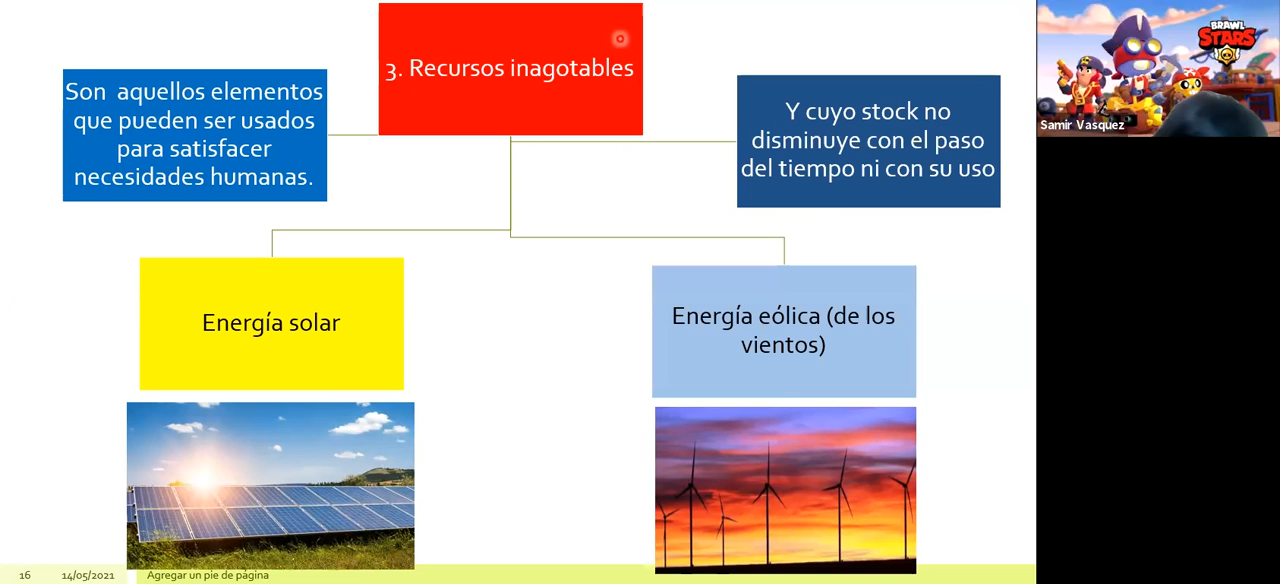 3. Recursos inagotables
Son aquellos elementos
que pueden ser usados
para satisfacer
necesidades humanas.
Y cuyo stock no
disminuye con el paso
del tiempo ni con su uso
Energía solar
Energía eólica (de los
vientos)
16
14/05/2021
Agregar un pie de página
BRAWL
STARS
Samir Vasquez